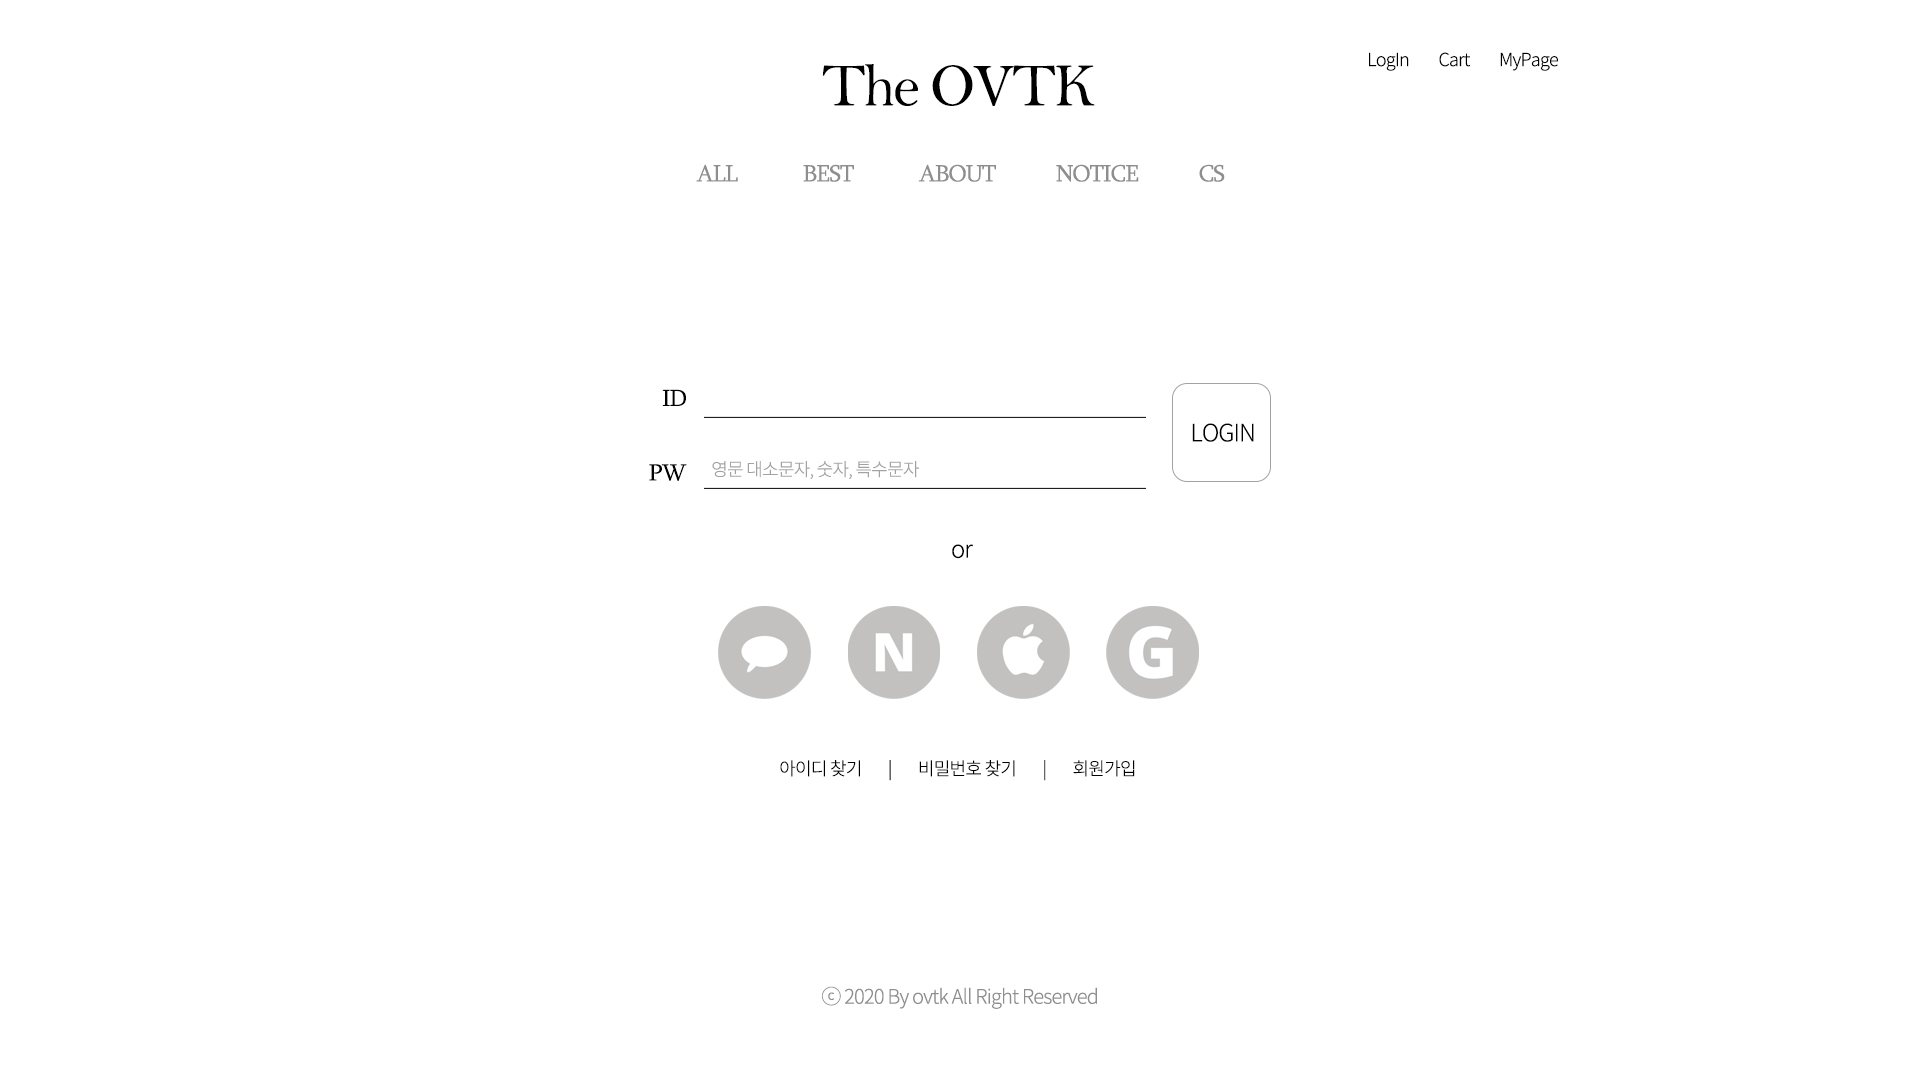 LogIn Cart MyPage
The OVTK
ALL BEST ABOUT NOTICE CS
ID
LOGIN
PW 영문 대소문자, 숫자, 특수문자
or
N G
아이디 찾기 | 비밀번호 찾기 | 회원가입
ⓒ 2020 By ovtk All Right Reserved